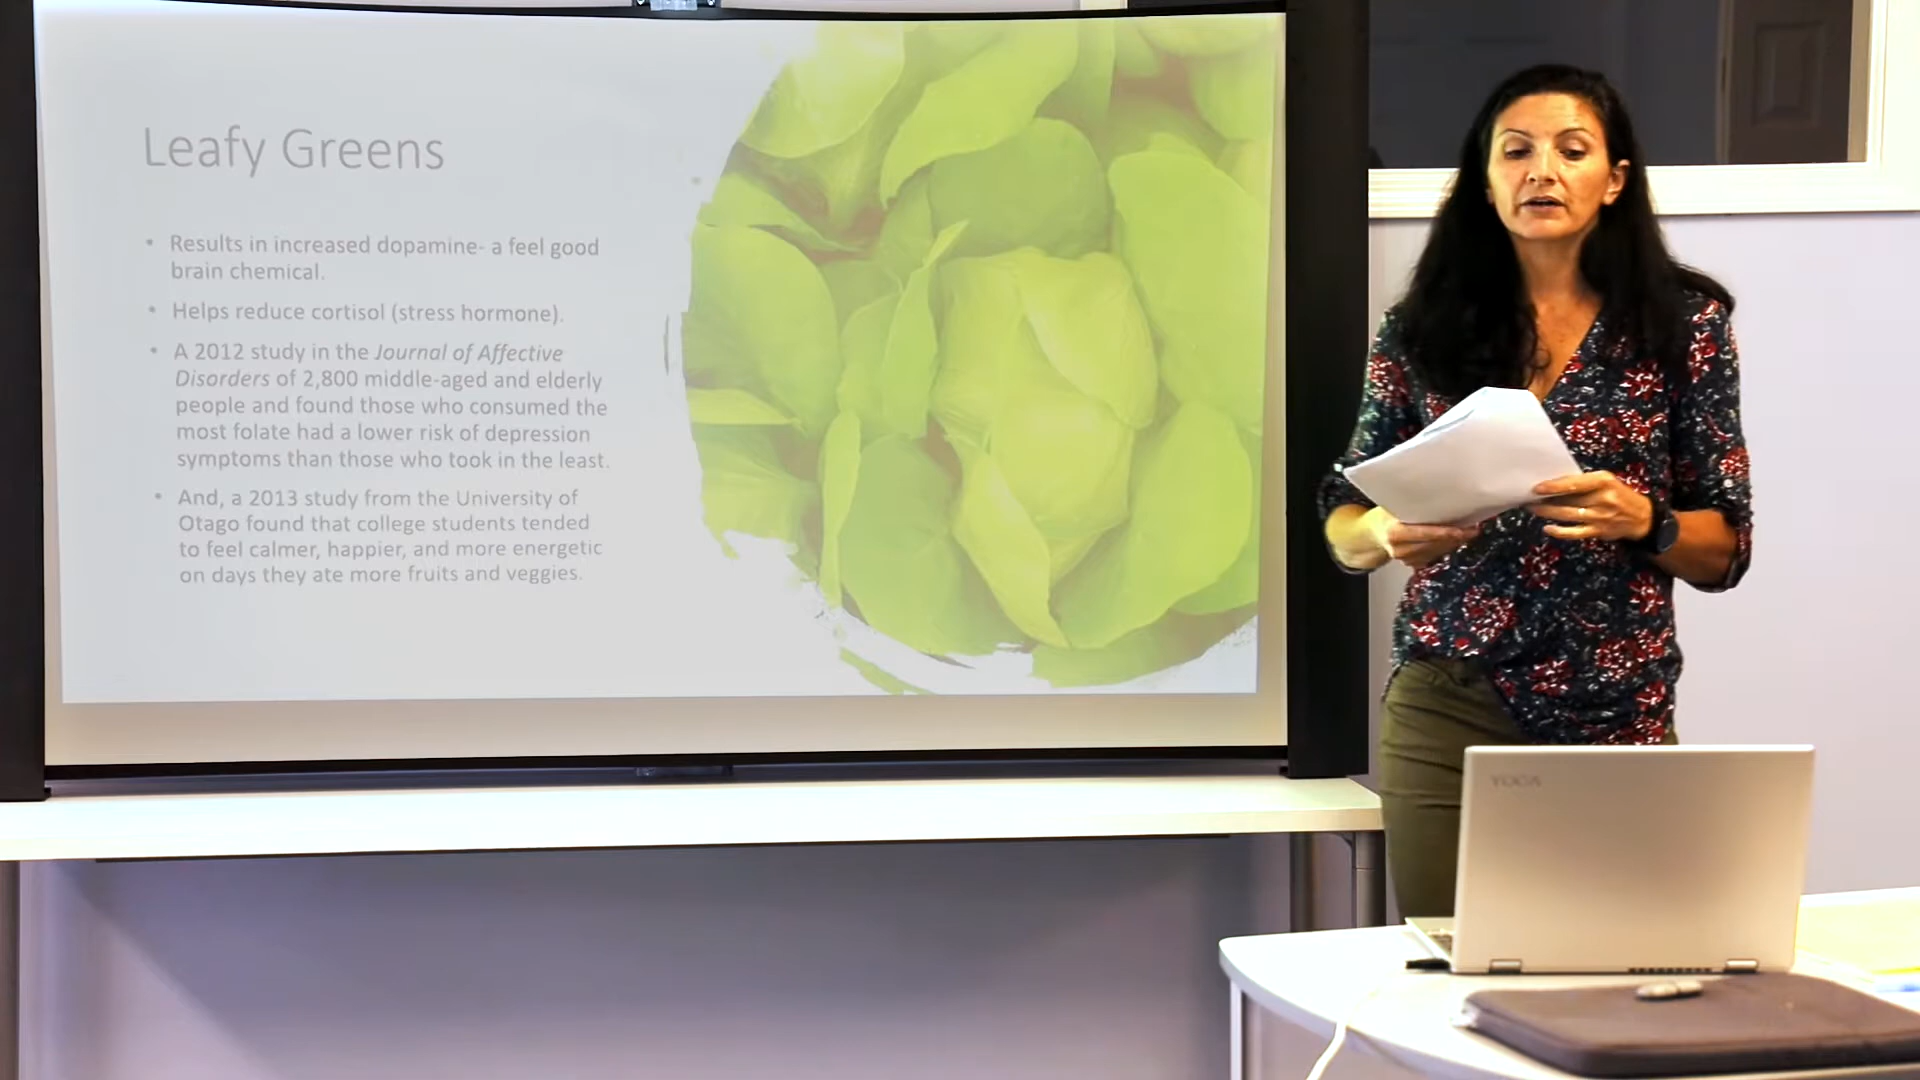 Leafy Greens
• Results in increased dopamine- a feel good
brain chemical.
• Helps reduce cortisol (stress hormone).
• A 2012 study in the Journal of Affective
Disorders of 2,800 middle-aged and elderly
people and found those who consumed the
most folate had a lower risk of depression
symptoms than those who took in the least.
• And, a 2013 study from the University of
Otago found that college students tended
to feel calmer, happier, and more energetic
on days they ate more fruits and veggies.
YOGA